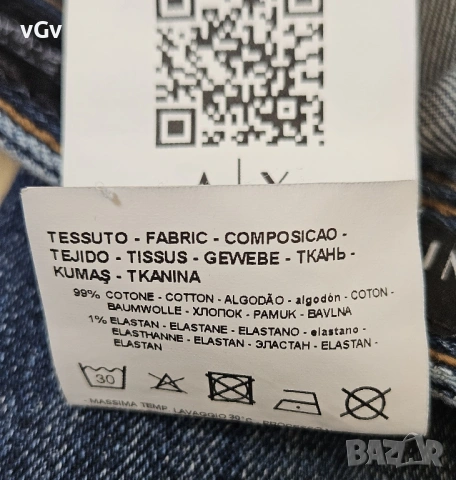 vGv
A|X
TESSUTO - FABRIC - COMPOSICAO -
TEJIDO - TISSUS - GEWEBE - ТКАНЬ -
KUMAŞ - TKANINA
99% COTONE - COTTON - ALGODÃO - algodón - COTON -
BAUMWOLLE - ХЛОПОК - PAMUK - BAVLNA
1% ELASTAN - ELASTANE - ELASTANO - elastano -
ELASTHANNE - ELASTAN - ЭЛАСТАН - ELASTAN -
ELASTAN
30
- MASSIMA TEMP. LAVAGGIO 30°C
BAZAR